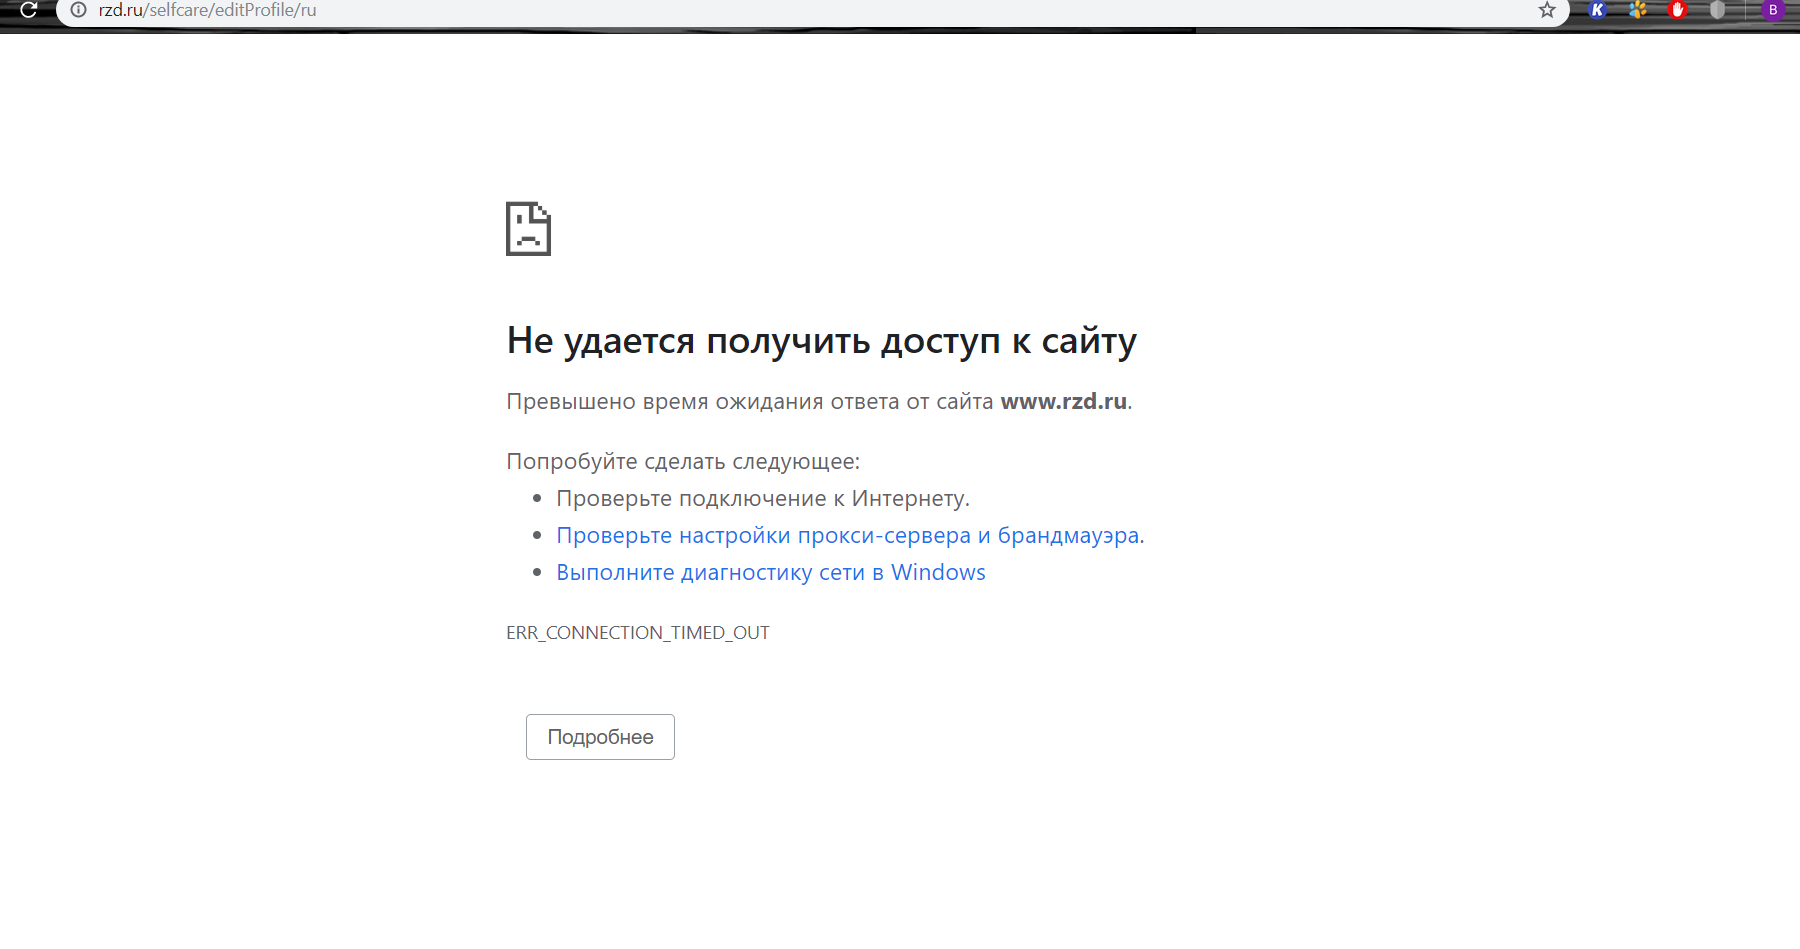 rzd.ru/selfcare/editProfile/ru
K
B
Не удается получить доступ к сайту
Превышено время ожидания ответа от сайта www.rzd.ru.
Попробуйте сделать следующее:
Проверьте подключение к Интернету.
Проверьте настройки прокси-сервера и брандмауэра.
Выполните диагностику сети в Windows
ERR_CONNECTION_TIMED_OUT
Подробнее